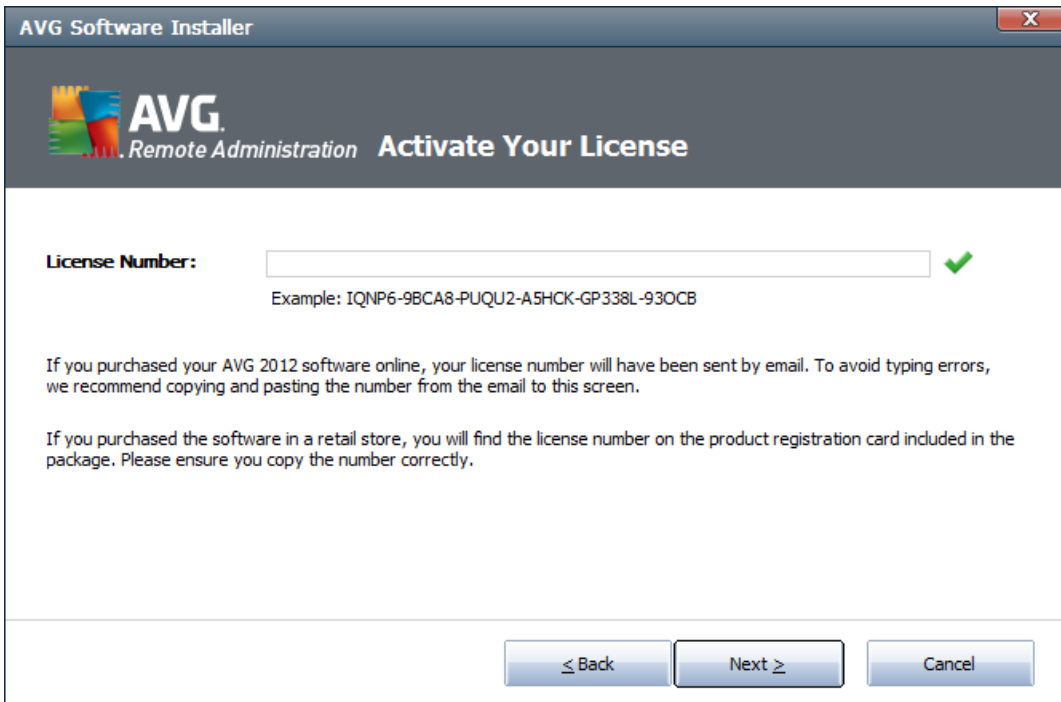 AVG Software Installer
AVG.
Remote Administration Activate Your License
License Number:
Example: IQNP6-9BCA8-PUQU2-A5HCK-GP338L-93OCB
If you purchased your AVG 2012 software online, your license number will have been sent by email. To avoid typing errors,
we recommend copying and pasting the number from the email to this screen.
If you purchased the software in a retail store, you will find the license number on the product registration card included in the
package. Please ensure you copy the number correctly.
< Back Next > Cancel